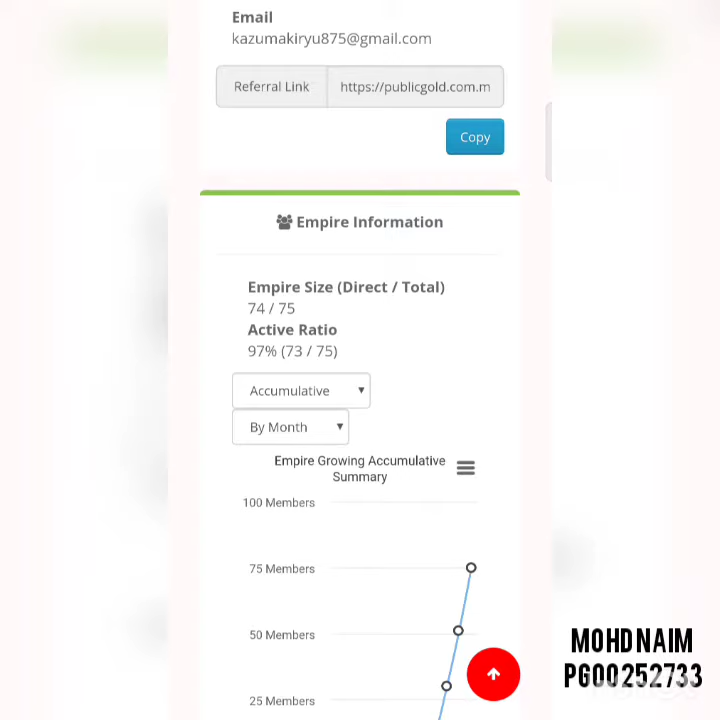 Email
kazumakiryu875@gmail.com
Referral Link https://publicgold.com.m
Copy
Empire Information
Empire Size (Direct / Total)
74 / 75
Active Ratio
97% (73 / 75)
Accumulative
By Month
Empire Growing Accumulative
Summary
100 Members
75 Members
50 Members
25 Members
MOHD NAIM
PG00252733